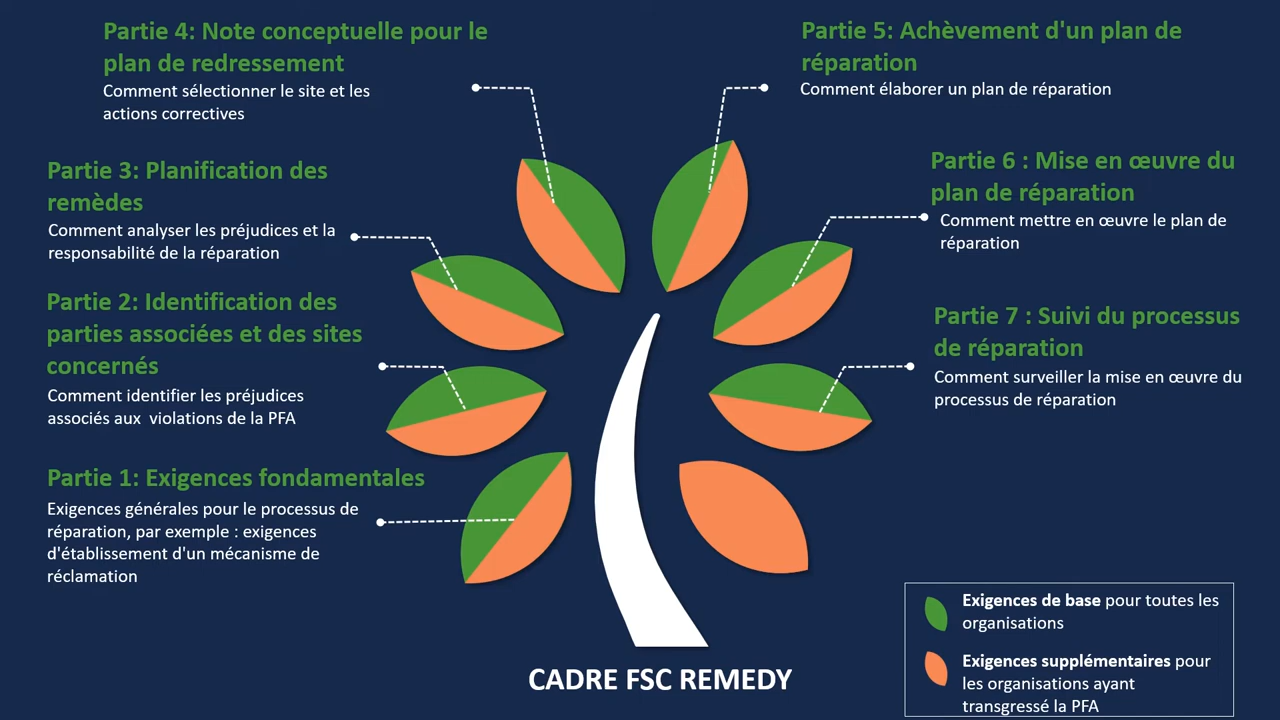 Partie 4: Note conceptuelle pour le
plan de redressement
Comment sélectionner le site et les
actions correctives
Partie 3: Planification des
remèdes
Comment analyser les préjudices et la
responsabilité de la réparation
Partie 2: Identification des
parties associées et des sites
concernés
Comment identifier les préjudices
associés aux  violations de la PFA
Partie 1: Exigences fondamentales
Exigences générales pour le processus de
réparation, par exemple : exigences
d'établissement d'un mécanisme de
réclamation
Partie 5: Achèvement d'un plan de
réparation
Comment élaborer un plan de réparation
Partie 6 : Mise en œuvre du
plan de réparation
Comment mettre en œuvre le plan de
réparation
Partie 7 : Suivi du processus
de réparation
Comment surveiller la mise en œuvre du
processus de réparation
CADRE FSC REMEDY
Exigences de base pour toutes les
organisations
Exigences supplémentaires pour
les organisations ayant
transgressé la PFA